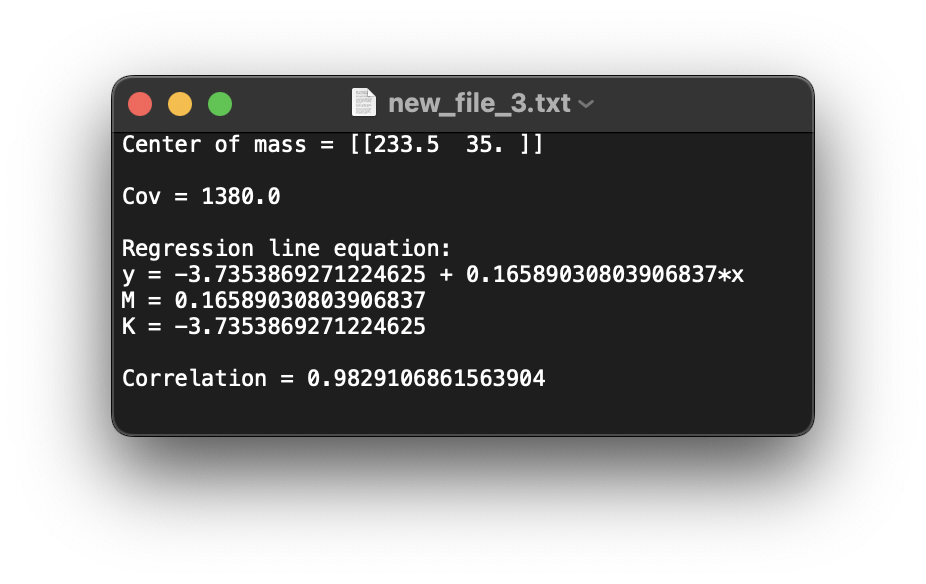 new_file_3.txt
Center of mass = [[233.5  35. ]]
Cov = 1380.0
Regression line equation:
y = -3.7353869271224625 + 0.16589030803906837*x
M = 0.16589030803906837
K = -3.7353869271224625
Correlation = 0.9829106861563904